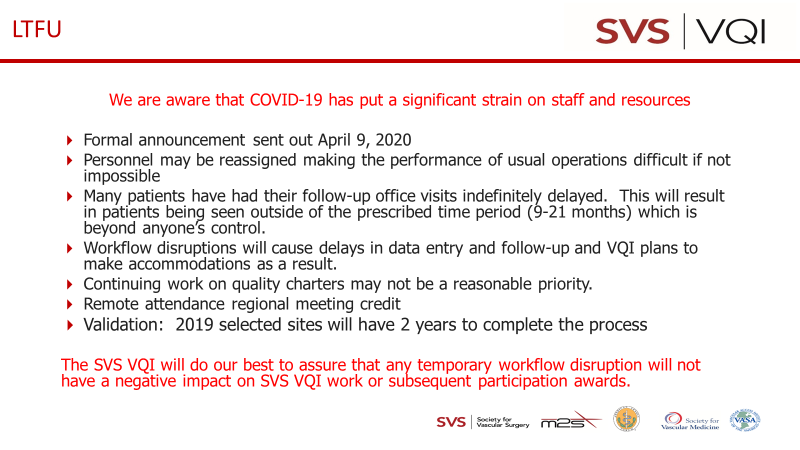 LTFU
SVS VQI
We are aware that COVID-19 has put a significant strain on staff and resources
Formal announcement sent out April 9, 2020
Personnel may be reassigned making the performance of usual operations difficult if not
impossible
Many patients have had their follow-up office visits indefinitely delayed. This will result
in patients being seen outside of the prescribed time period (9-21 months) which is
beyond anyone's control.
Workflow disruptions will cause delays in data entry and follow-up and VQI plans to
make accommodations as a result.
Continuing work on quality charters may not be a reasonable priority.
Remote attendance regional meeting credit
Validation: 2019 selected sites will have 2 years to complete the process
The SVS VQI will do our best to assure that any temporary workflow disruption will not
have a negative impact on SVS VQI work or subsequent participation awards.
SVS Society for
Vascular Surgery
m2s
Society for
Vascular Medicine
VASA